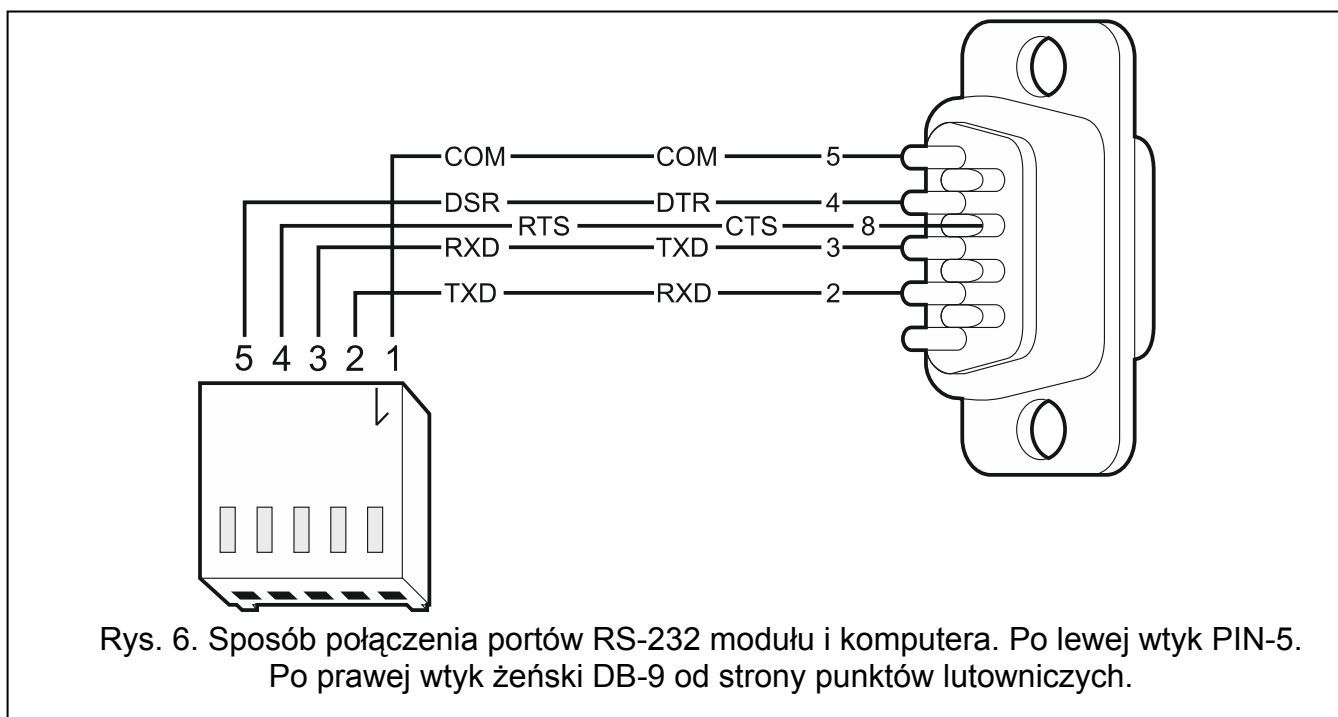 COM COM 5
DSR DTR 4
RTS CTS 8
RXD TXD 3
TXD RXD 2
5 4 3 2 1
Rys. 6. Sposób połączenia portów RS-232 modułu i komputera. Po lewej wtyk PIN-5.
Po prawej wtyk żeński DB-9 od strony punktów lutowniczych.